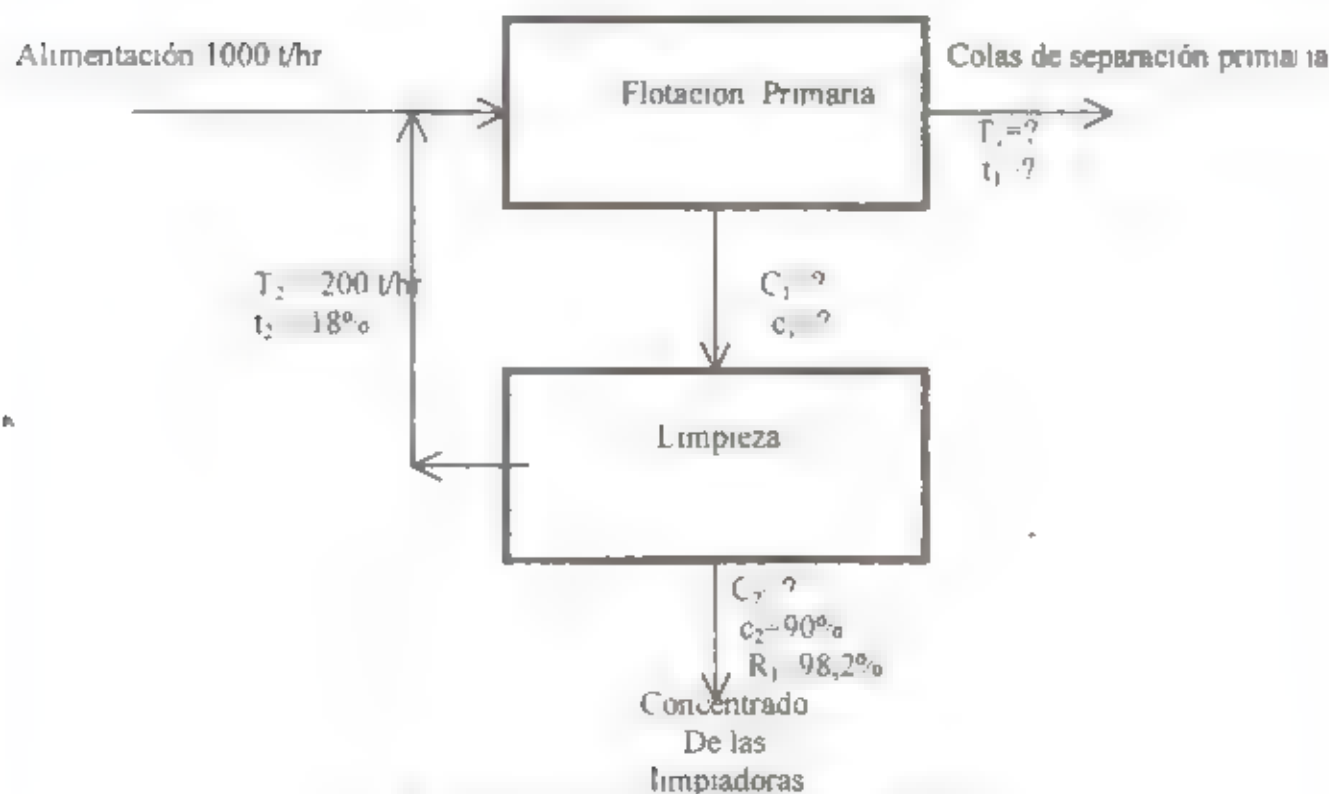 Alimentación 1000 t/hr
Colas de separación primaria
Flotacion Primaria
T₁=?
t₁ ?
T₂ 200 t/hr
t₂ 18%
C₁ ?
c₁ ?
Limpieza
C₂ ?
c₂=90%
R₁ 98,2%
Concentrado
De las
limpiadoras